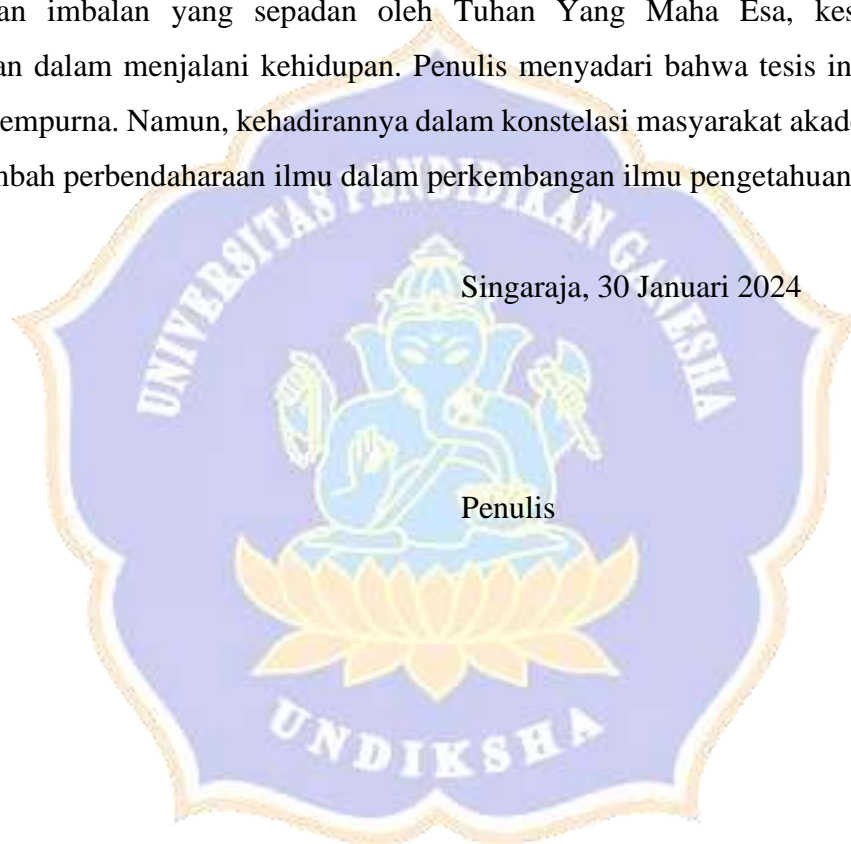 an imbalan yang sepadan oleh Tuhan Yang Maha Esa, kes
an dalam menjalani kehidupan. Penulis menyadari bahwa tesis in
empurna. Namun, kehadirannya dalam konstelasi masyarakat akad
nbah perbendaharaan ilmu dalam perkembangan ilmu pengetahuan
Singaraja, 30 Januari 2024
UNIVERSITAS PENDIDIKAN GANESHA
Penulis
UNDIKSHA